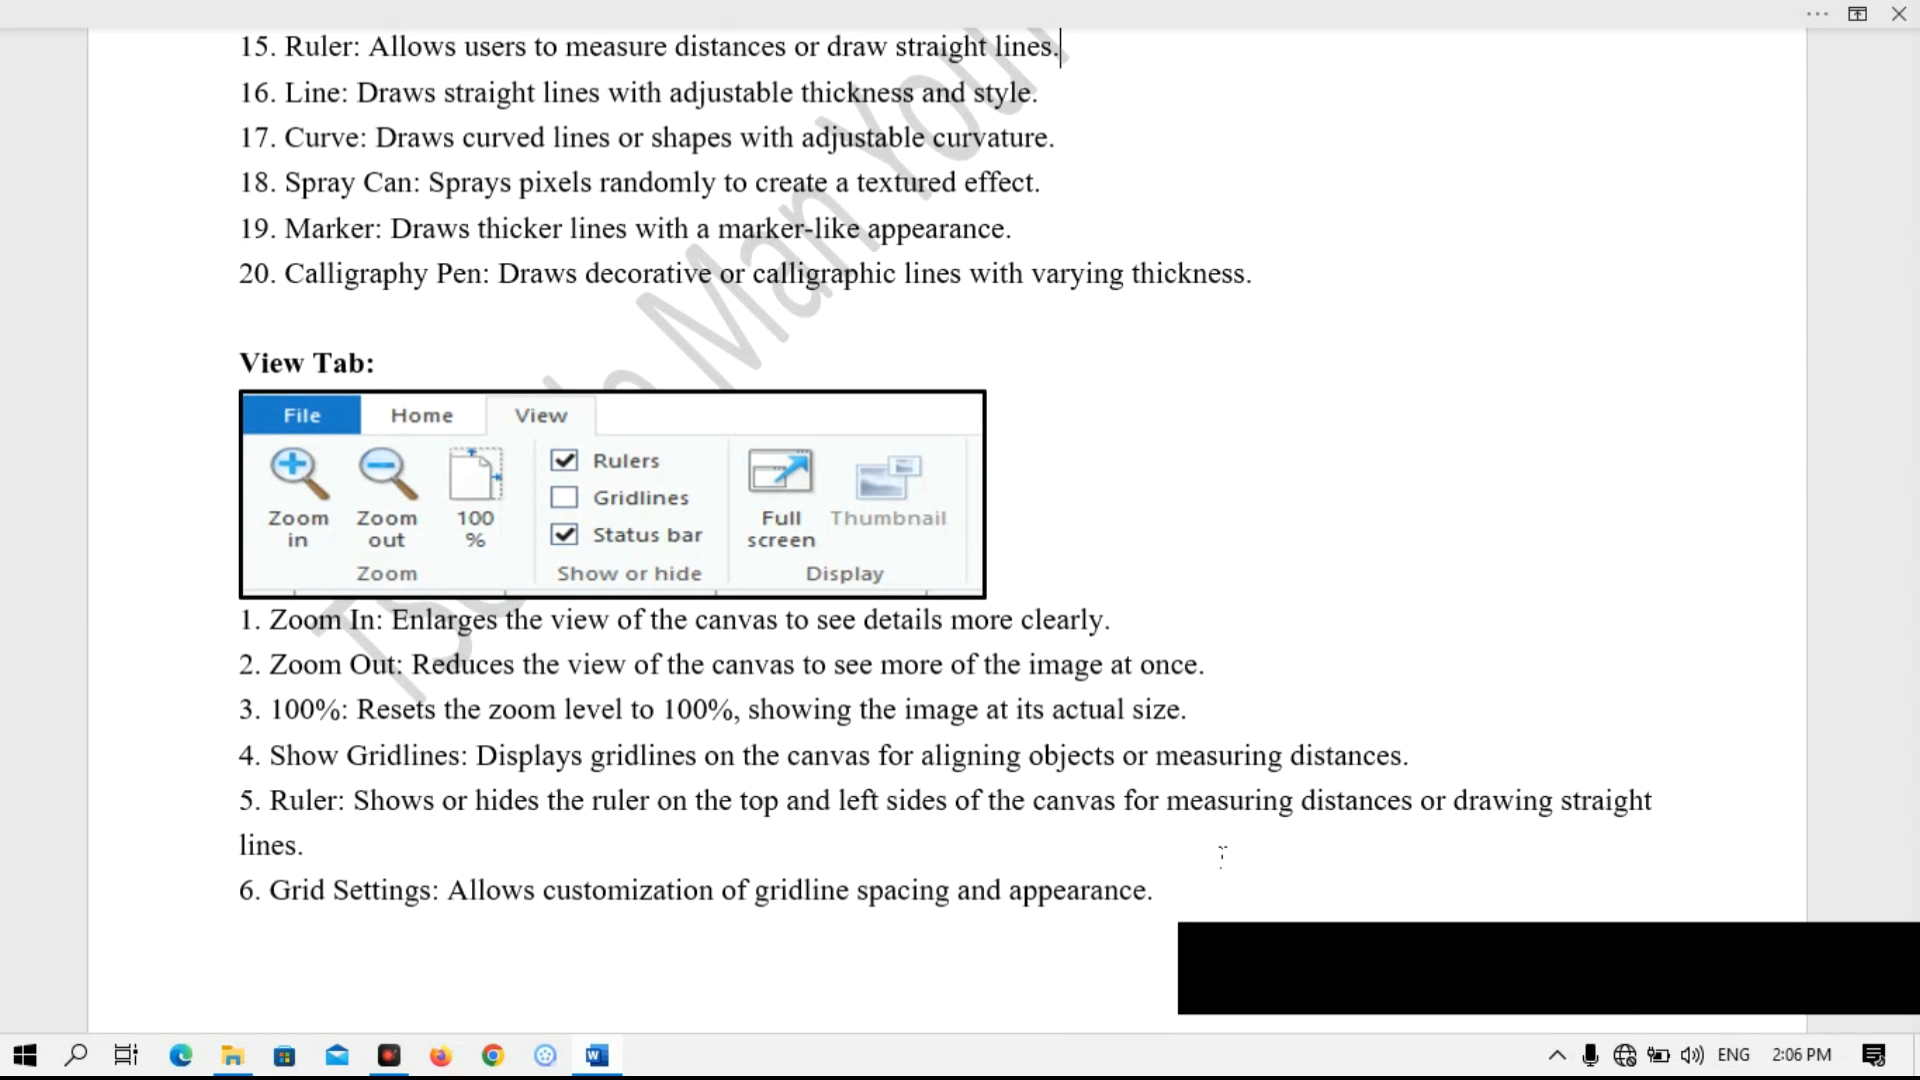 15. Ruler: Allows users to measure distances or draw straight lines.
16. Line: Draws straight lines with adjustable thickness and style.
17. Curve: Draws curved lines or shapes with adjustable curvature.
18. Spray Can: Sprays pixels randomly to create a textured effect.
19. Marker: Draws thicker lines with a marker-like appearance.
20. Calligraphy Pen: Draws decorative or calligraphic lines with varying thickness.
View Tab:
File Home View
Zoom in
Zoom out
100 %
Zoom
Rulers
Gridlines
Status bar
Show or hide
Full screen
Thumbnail
Display
1. Zoom In: Enlarges the view of the canvas to see details more clearly.
2. Zoom Out: Reduces the view of the canvas to see more of the image at once.
3. 100%: Resets the zoom level to 100%, showing the image at its actual size.
4. Show Gridlines: Displays gridlines on the canvas for aligning objects or measuring distances.
5. Ruler: Shows or hides the ruler on the top and left sides of the canvas for measuring distances or drawing straight
lines.
6. Grid Settings: Allows customization of gridline spacing and appearance.
Man
ENG 2:06 PM